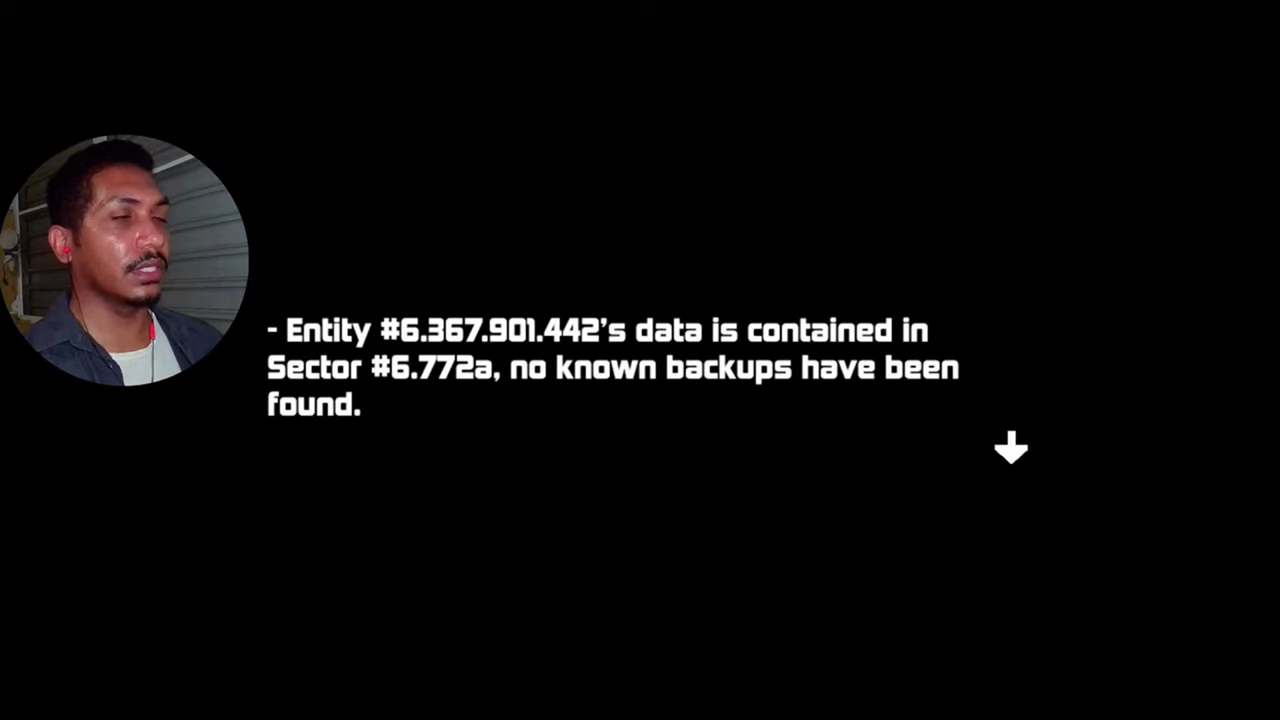 - Entity #6.367.901.442's data is contained in
Sector #6.772a, no known backups have been
found.